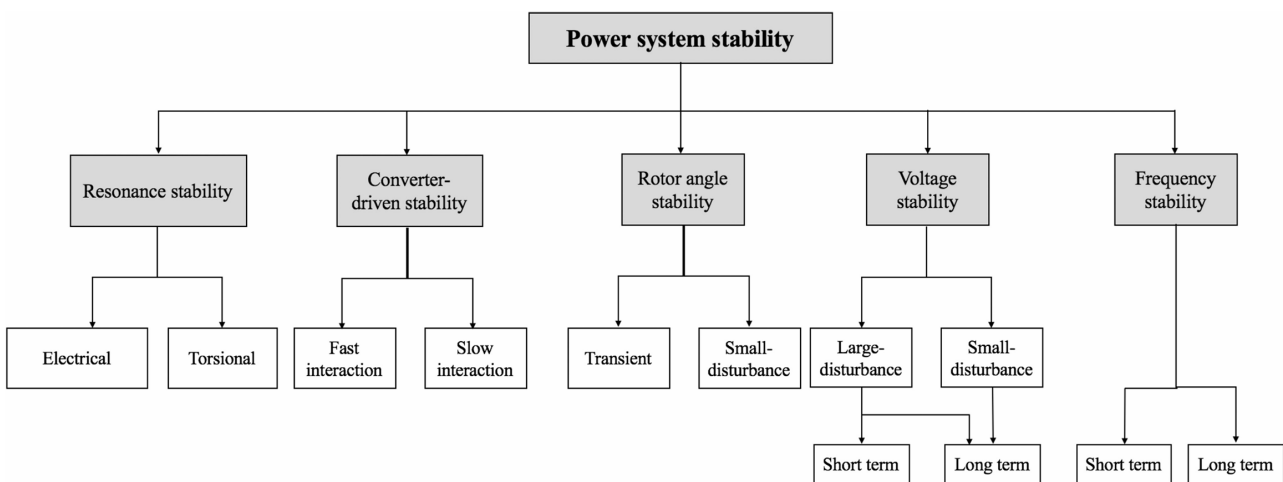 Power system stability
Resonance stability
Converter-
driven stability
Rotor angle
stability
Voltage
stability
Frequency
stability
Electrical
Torsional
Fast
interaction
Slow
interaction
Transient
Small-
disturbance
Large-
disturbance
Small-
disturbance
Short term
Long term
Short term
Long term